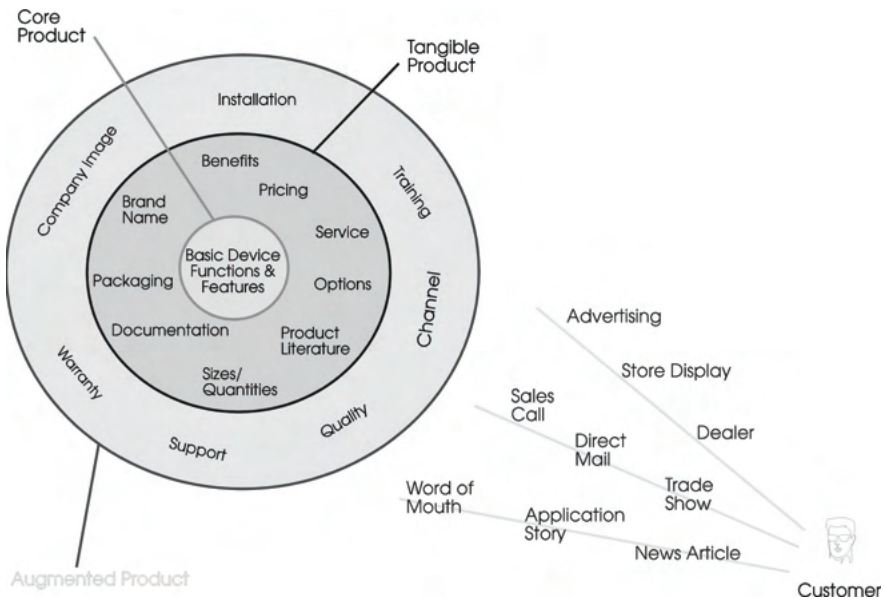 Core
Product
Tangible
Product
Installation
Company Image
Training
Benefits
Pricing
Brand
Name
Service
Basic Device
Functions &
Features
Packaging
Options
Channel
Documentation
Product
Literature
Sizes/
Quantities
Warranty
Quality
Support
Augmented Product
Advertising
Store Display
Dealer
Sales
Call
Direct
Mail
Trade
Show
Word of
Mouth
Application
Story
News Article
Customer